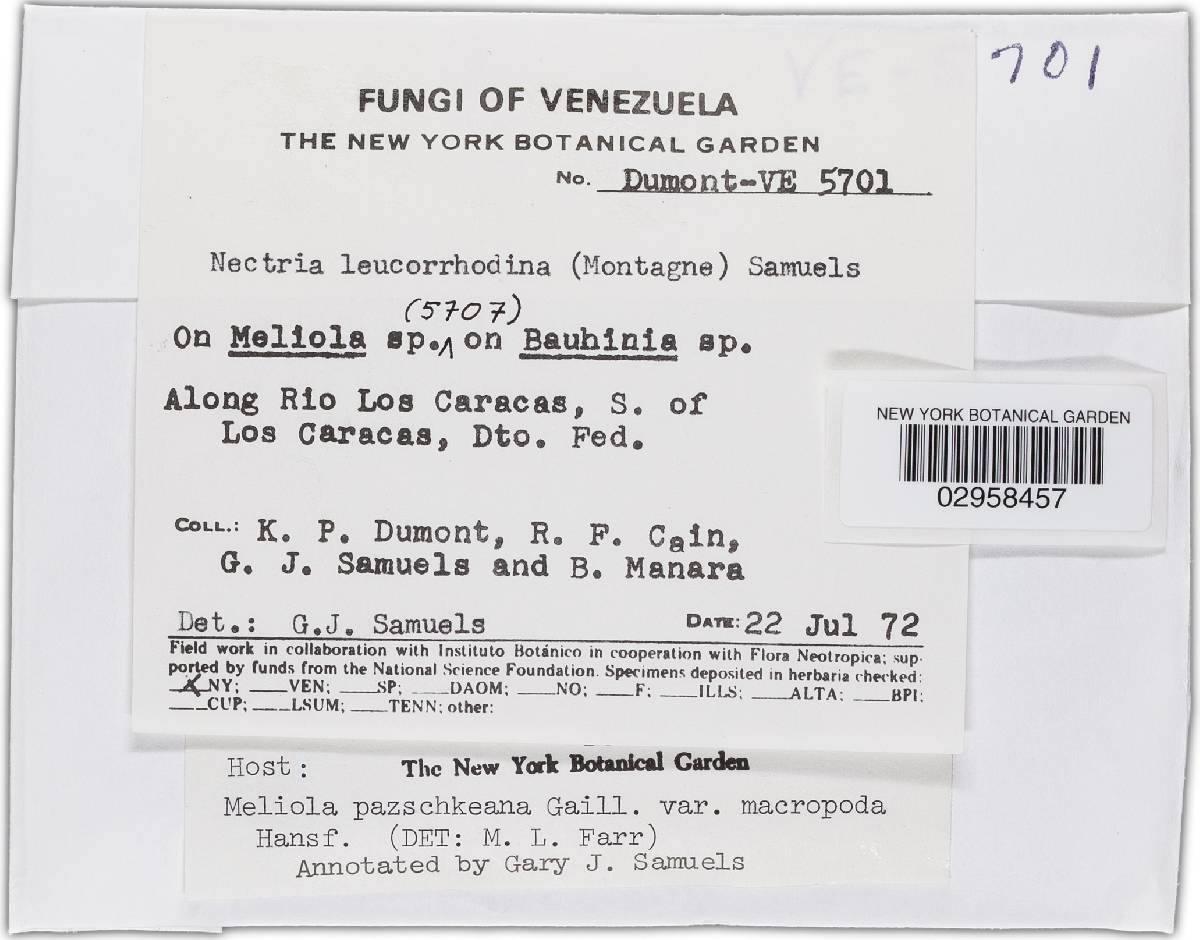 VE-5701
FUNGI OF VENEZUELA
THE NEW YORK BOTANICAL GARDEN
No. Dumont-VE 5701
Nectria leucorrhodina (Montagne) Samuels
(5707)
On Meliola sp.⁁ on Bauhinia sp.
Along Rio Los Caracas, S. of
Los Caracas, Dto. Fed.
NEW YORK BOTANICAL GARDEN
02958457
COLL.: K. P. Dumont, R. F. Cain,
G. J. Samuels and B. Manara
Det.: G.J. Samuels DATE: 22 Jul 72
Field work in collaboration with Instituto Botánico in cooperation with Flora Neotropica; sup-
ported by funds from the National Science Foundation. Specimens deposited in herbaria checked:
_X_NY; ___VEN; ___SP; ___DAOM; ___NO; ___F; ___ILLS; ___ALTA; ___BPI;
___CUP; ___LSUM; ___TENN; other:
Host: The New York Botanical Garden
Meliola pazschkeana Gaill. var. macropoda
Hansf. (DET: M. L. Farr)
Annotated by Gary J. Samuels